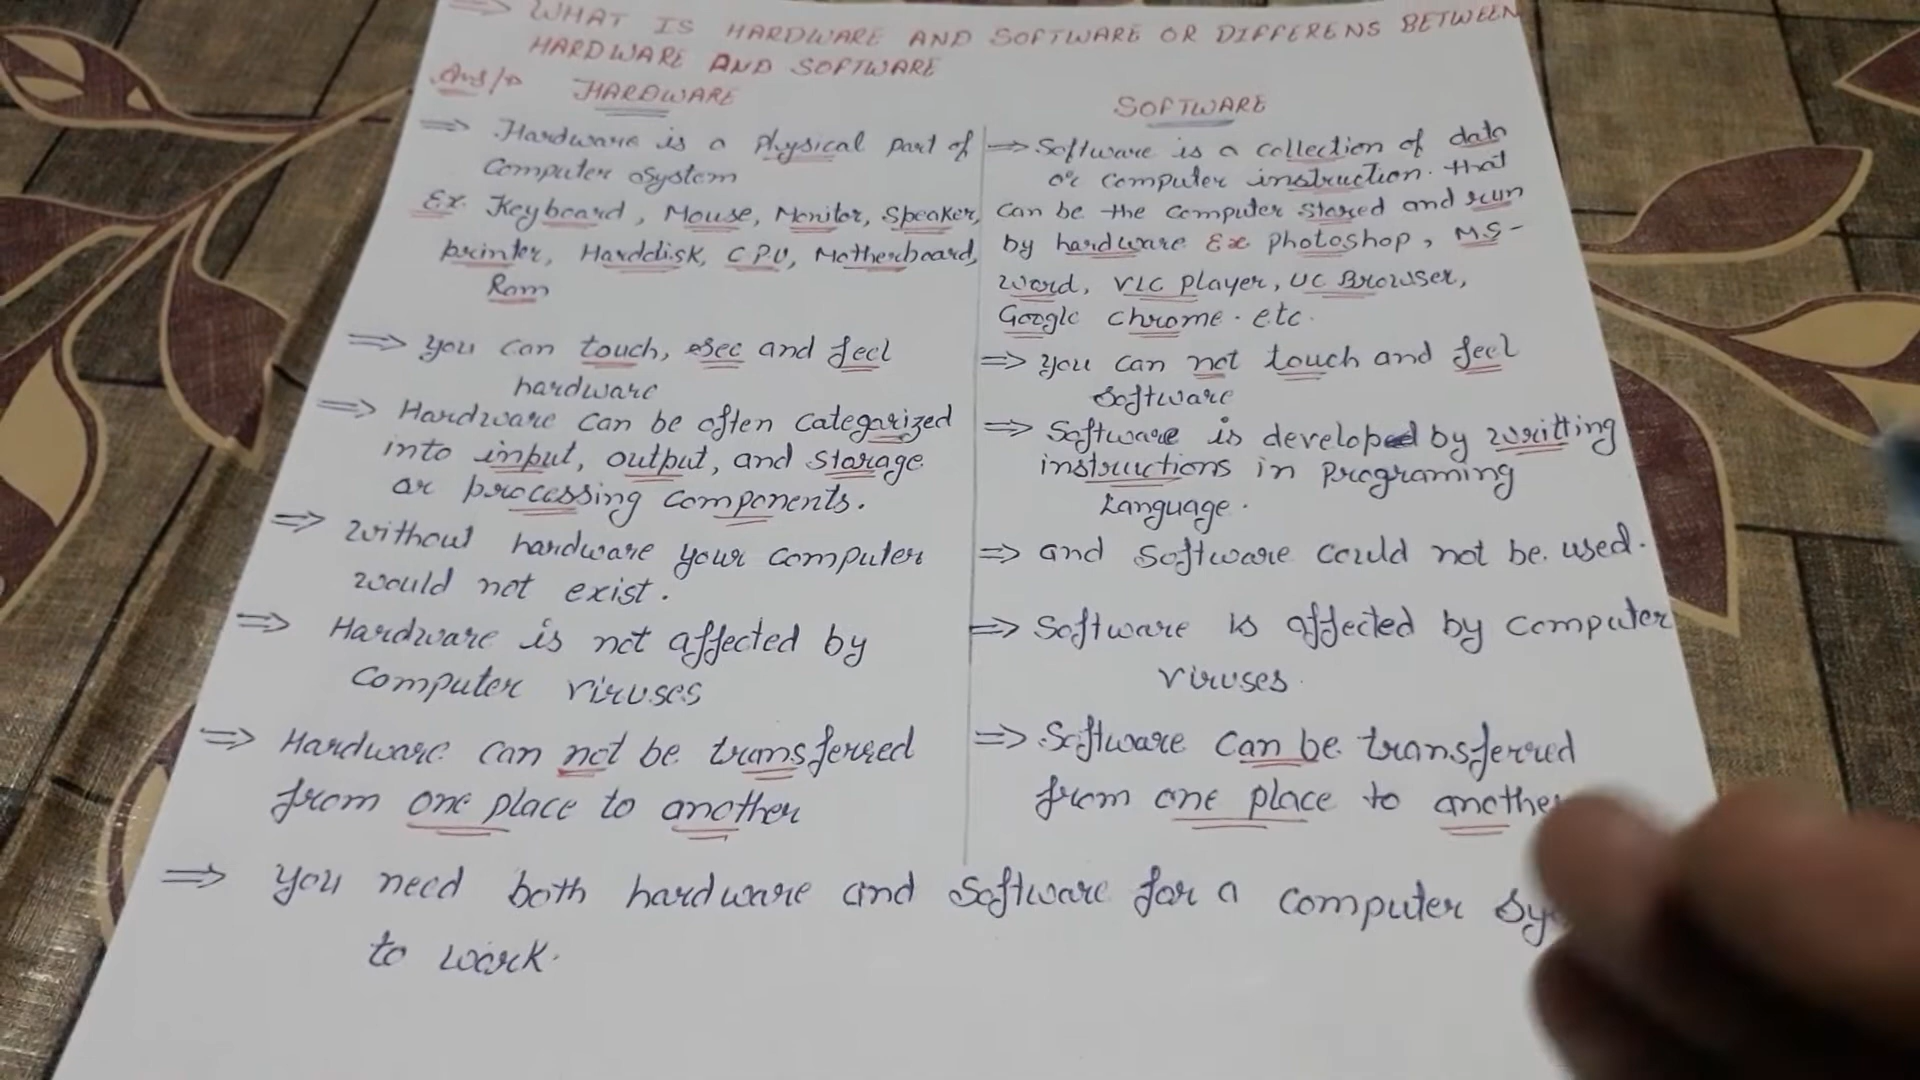 ⇒ WHAT IS HARDWARE AND SOFTWARE OR DIFFERENS BETWEEN
HARDWARE AND SOFTWARE
Ans/⇒ HARDWARE
⇒ Hardware is a physical part of
Computer System
Ex. Keyboard, Mouse, Monitor, Speaker,
printer, Harddisk, C.P.U, Motherboard,
Ram
⇒ you can touch, see and feel
hardware
⇒ Hardware can be often categarized
into input, output, and storage
or processing components.
⇒ without hardware your computer
would not exist.
⇒ Hardware is not affected by
Computer viruses
⇒ Hardware can not be transferred
from one place to another
SOFTWARE
⇒ Software is a collection of data
or computer instruction. that
can be the computer stored and run
by hardware Ex photoshop, MS-
word, VLC player, UC Browser,
Google chrome. etc.
⇒ you can not touch and feel
Software
⇒ Software is developed by writting
instructions in programing
Language.
⇒ and software could not be used.
⇒ Software is affected by computer
viruses.
⇒ Software can be transferred
from one place to another
⇒ you need both hardware and software for a computer
to work.